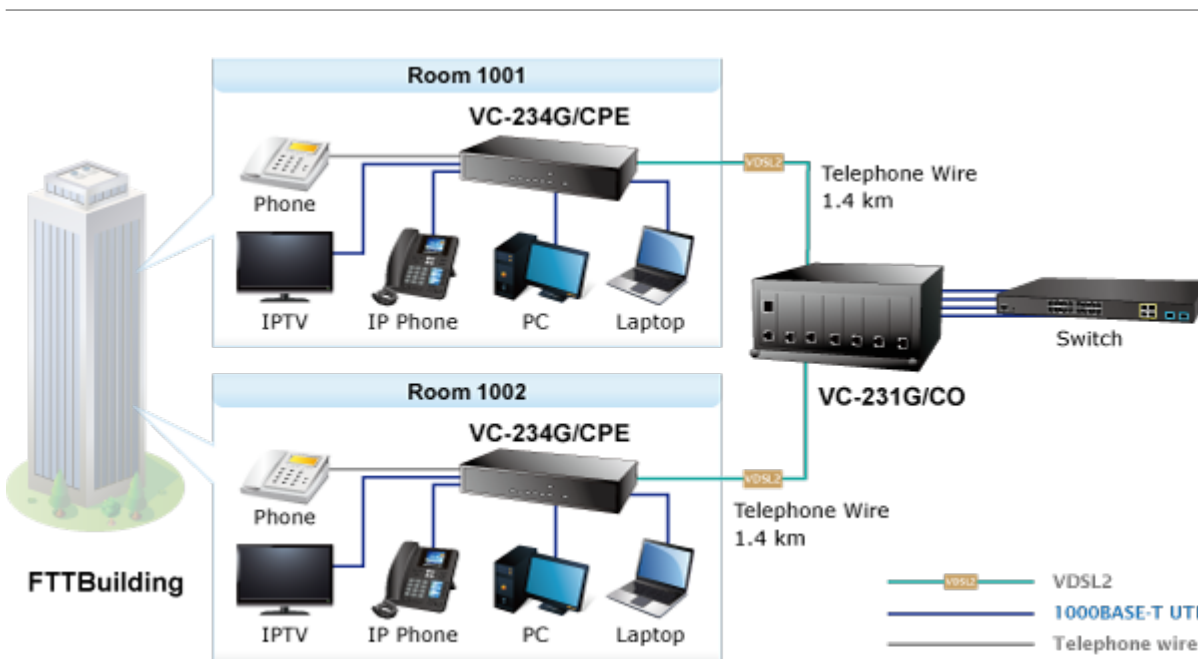 Room 1001
VC-234G/CPE
Phone
IPTV
IP Phone
PC
Laptop
VDSL2
Telephone Wire
1.4 km
VC-231G/CO
Switch
Room 1002
VC-234G/CPE
Phone
IPTV
IP Phone
PC
Laptop
VDSL2
Telephone Wire
1.4 km
FTTBuilding
VDSL2
VDSL2
1000BASE-T UTP
Telephone wire